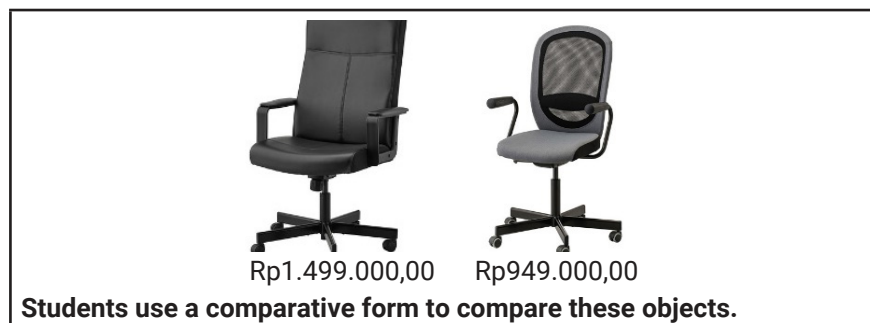 Rp1.499.000,00 Rp949.000,00
Students use a comparative form to compare these objects.